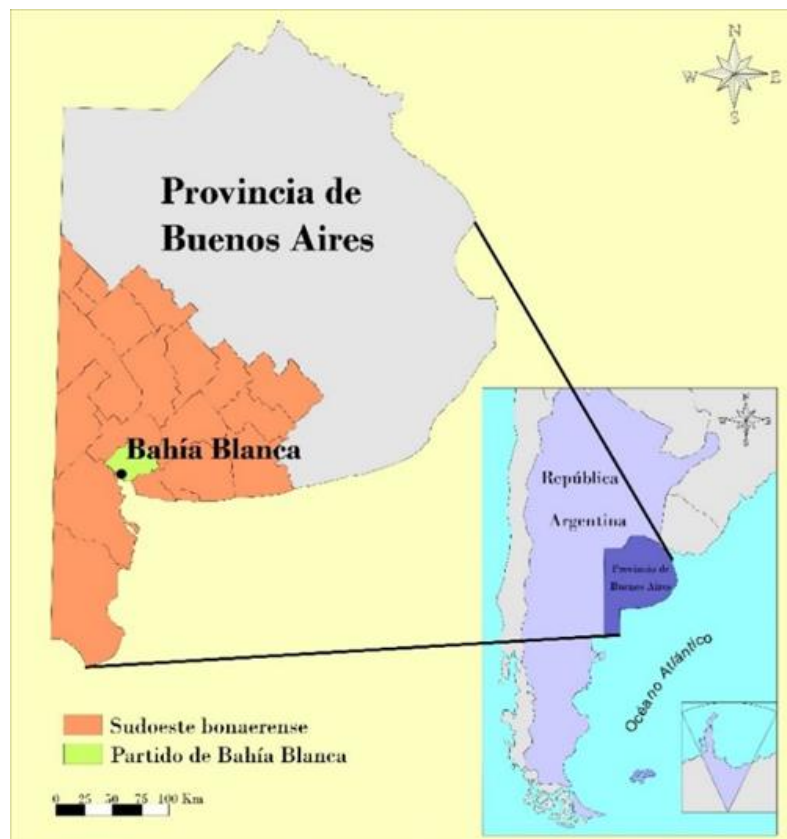 N
W E
S
Provincia de
Buenos Aires
Bahía Blanca
República
Argentina
Provincia de
Buenos Aires
Océano Atlántico
Sudoeste bonaerense
Partido de Bahía Blanca
0 25 50 75 100 Km